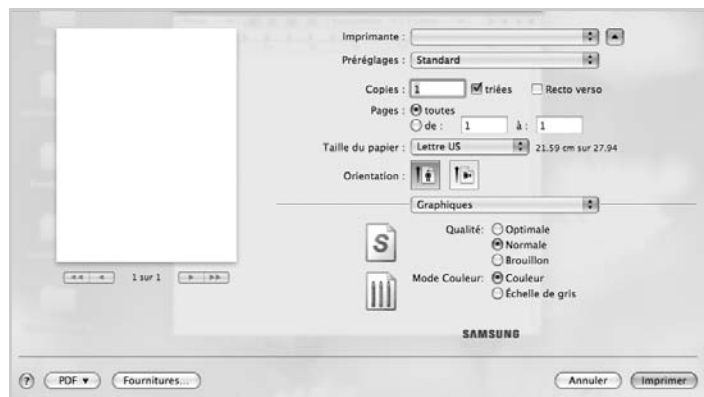 Imprimante :
Préréglages : Standard
Copies : 1 triées Recto verso
Pages : toutes
de : 1 à : 1
Taille du papier : Lettre US 21.59 cm sur 27.94
Orientation :
Graphiques
Qualité: Optimale
Normale
Brouillon
S
1 sur 1
Mode Couleur: Couleur
Échelle de gris
SAMSUNG
? PDF Fournitures... Annuler Imprimer